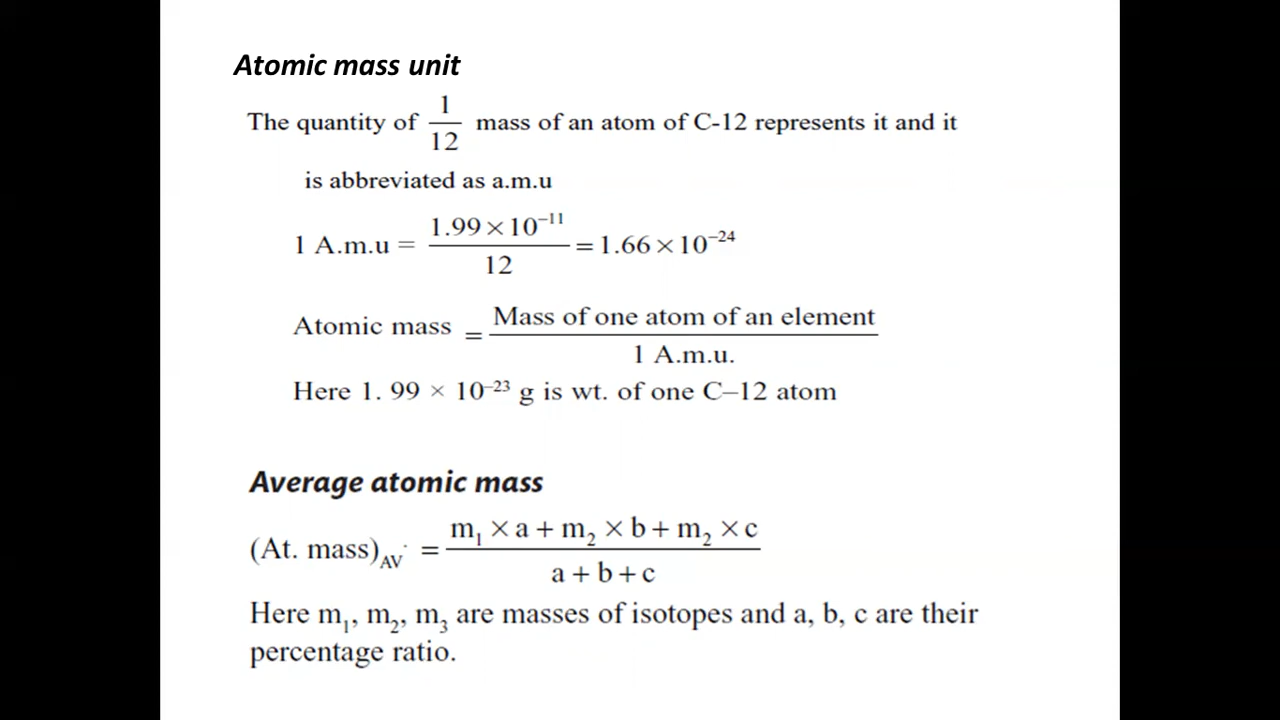 Atomic mass unit
The quantity of 1/12 mass of an atom of C-12 represents it and it
is abbreviated as a.m.u
1 A.m.u = 1.99 × 10⁻¹¹ / 12 = 1.66 × 10⁻²⁴
Atomic mass = Mass of one atom of an element / 1 A.m.u.
Here 1. 99 × 10⁻²³ g is wt. of one C–12 atom
Average atomic mass
(At. mass)AV· = m₁ × a + m₂ × b + m₂ × c / a + b + c
Here m₁, m₂, m₃ are masses of isotopes and a, b, c are their
percentage ratio.